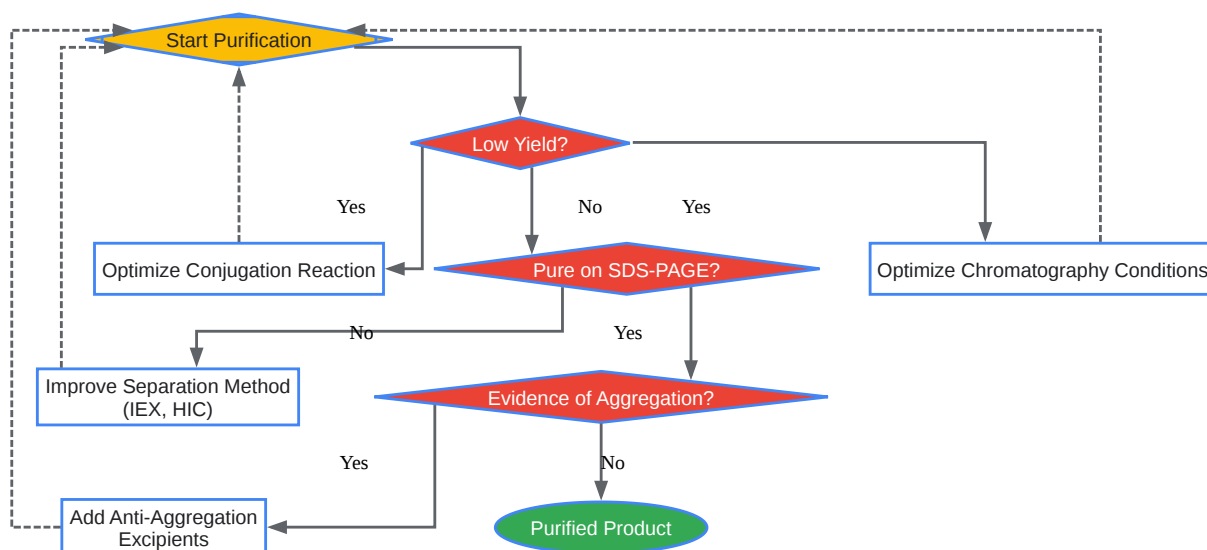 Start Purification
Low Yield?
Yes
No
Yes
Optimize Conjugation Reaction
Pure on SDS-PAGE?
Optimize Chromatography Conditions
No
Yes
Improve Separation Method
(IEX, HIC)
Evidence of Aggregation?
Yes
No
Add Anti-Aggregation
Excipients
Purified Product